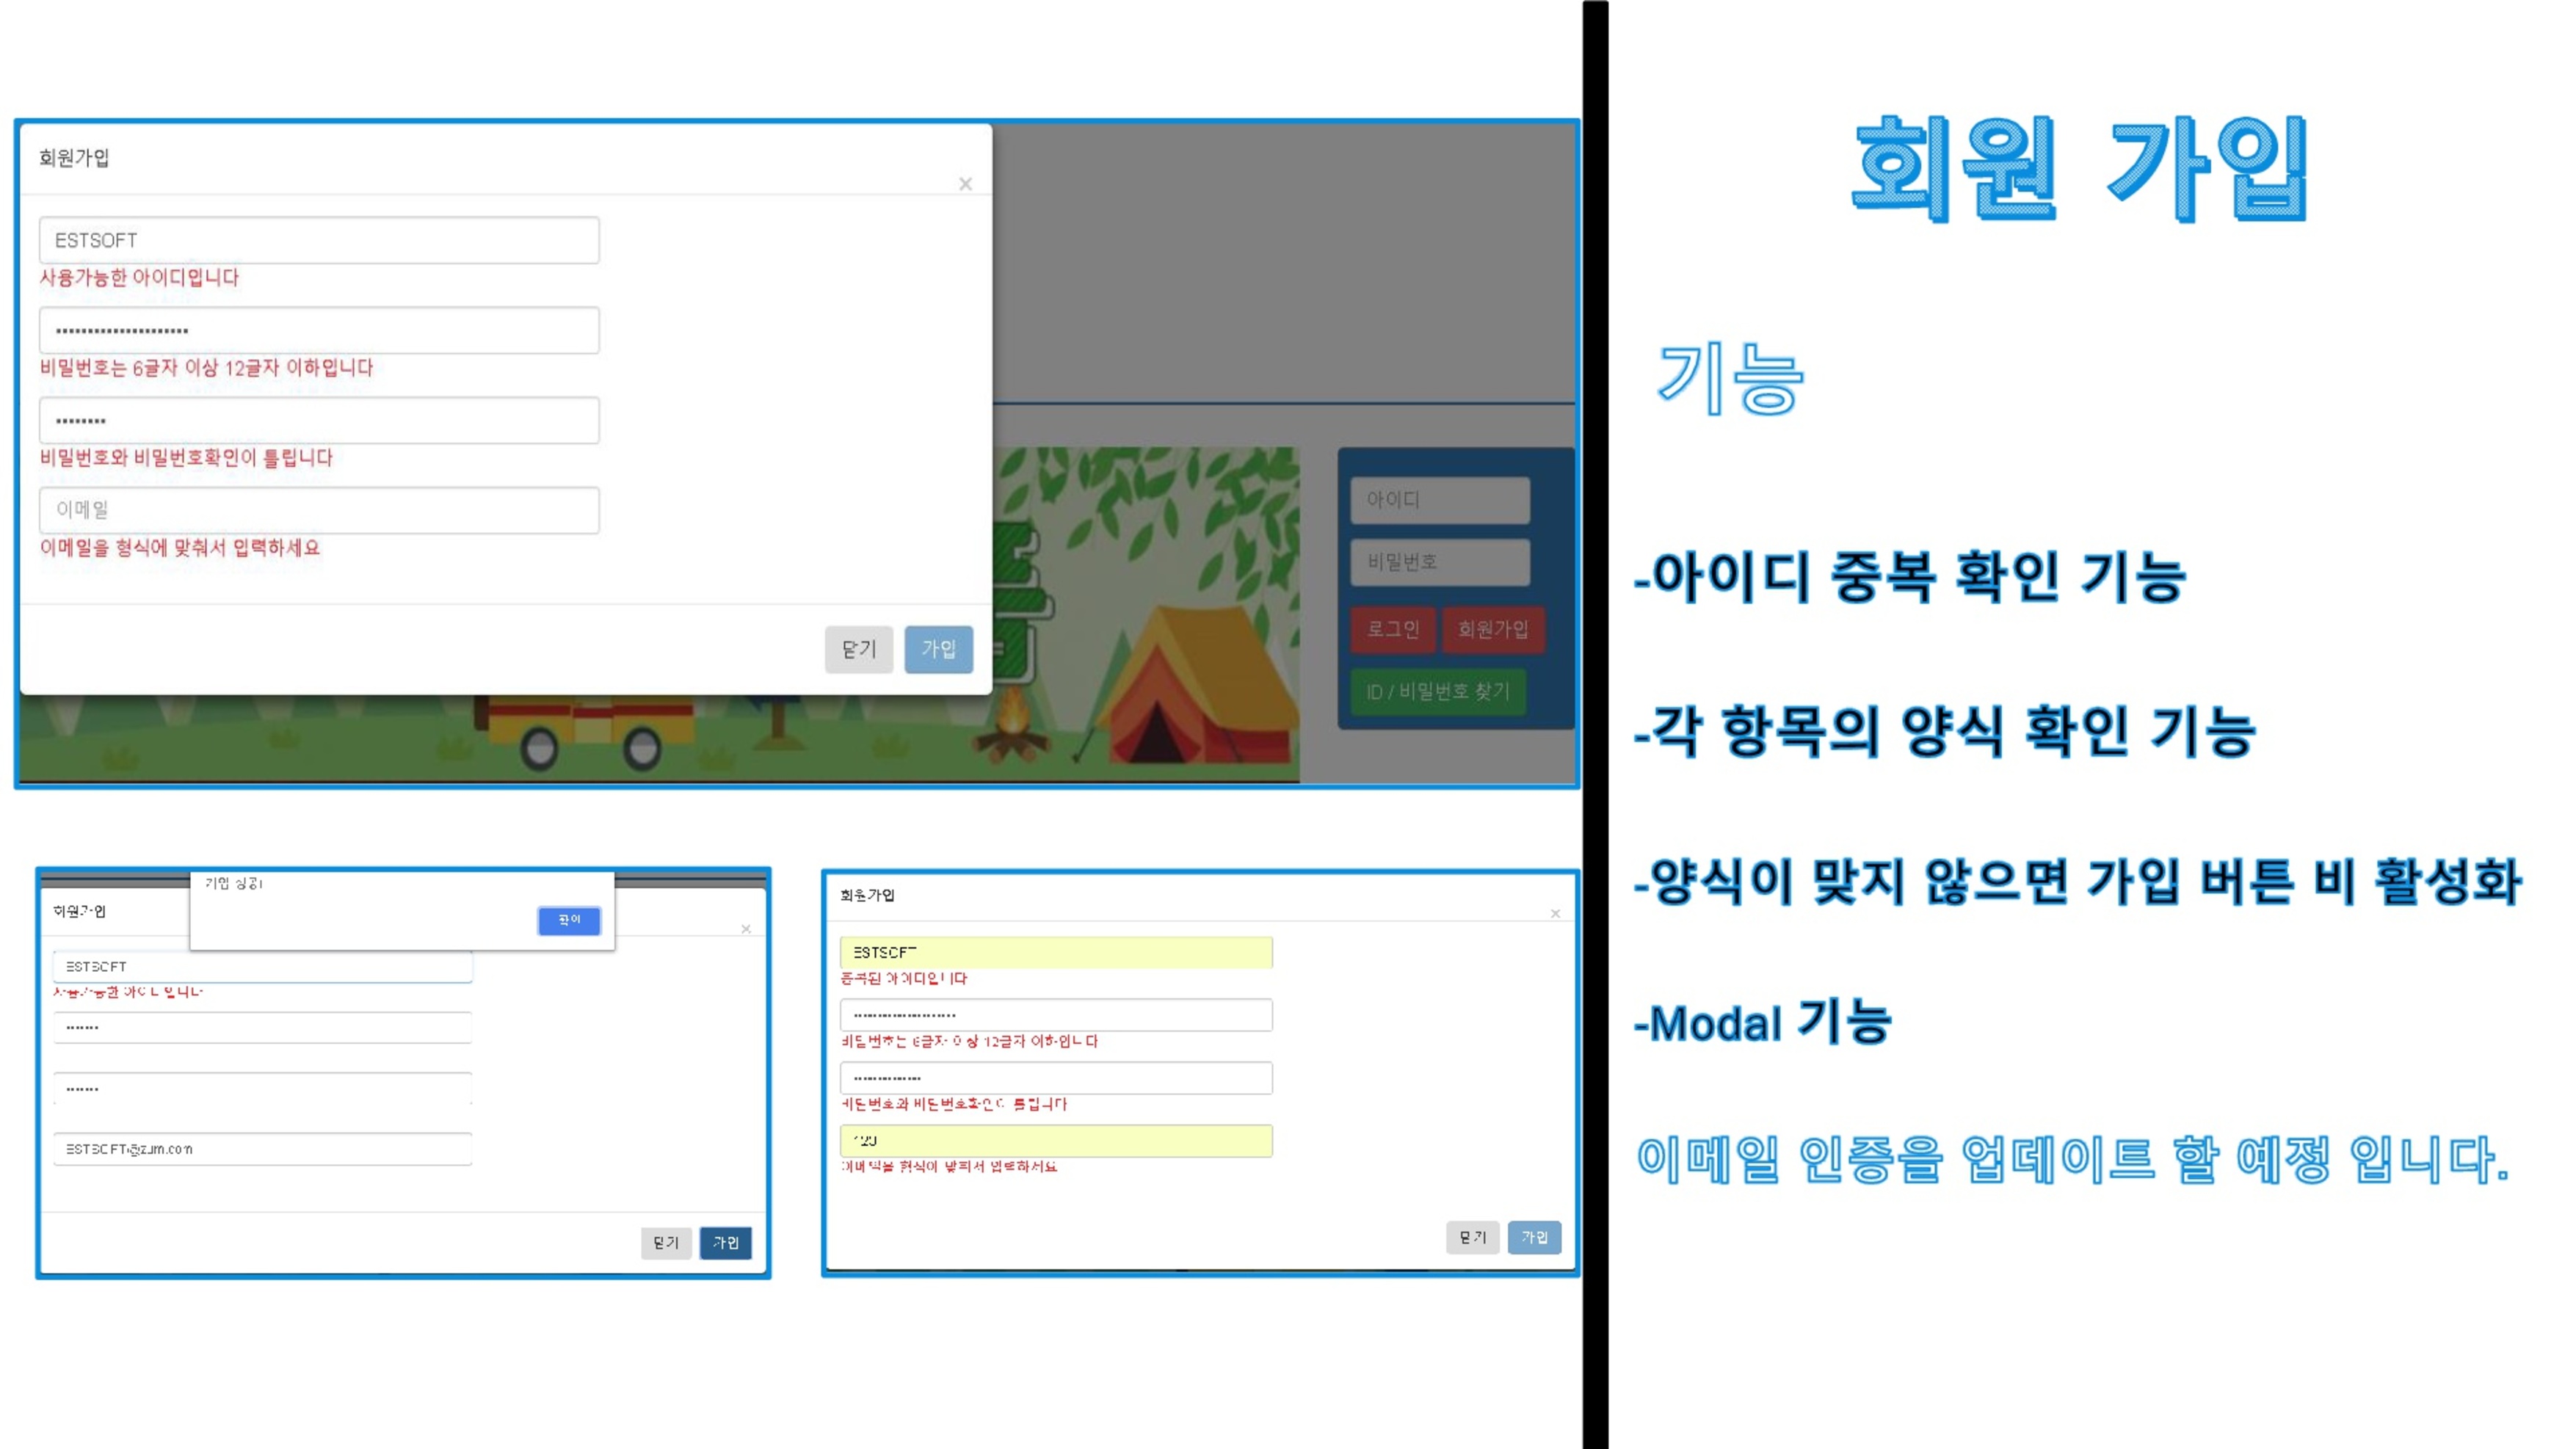 회원가입
×
ESTSOFT
사용가능한 아이디입니다
비밀번호는 6글자 이상 12글자 이하입니다
비밀번호와 비밀번호확인이 틀립니다
이메일
이메일을 형식에 맞춰서 입력하세요
닫기 가입
아이디
비밀번호
로그인 회원가입
ID / 비밀번호 찾기
가입 성공!
확인
회원가입
×
ESTSOFT
사용가능한 아이디입니다
ESTSOFT@zum.com
닫기 가입
회원가입
×
ESTSOFT
중복된 아이디입니다
비밀번호는 6글자 이상 12글자 이하입니다
비밀번호와 비밀번호확인이 틀립니다
123
이메일을 형식에 맞춰서 입력하세요
닫기 가입
회원 가입
기능
-아이디 중복 확인 기능
-각 항목의 양식 확인 기능
-양식이 맞지 않으면 가입 버튼 비 활성화
-Modal 기능
이메일 인증을 업데이트 할 예정 입니다.